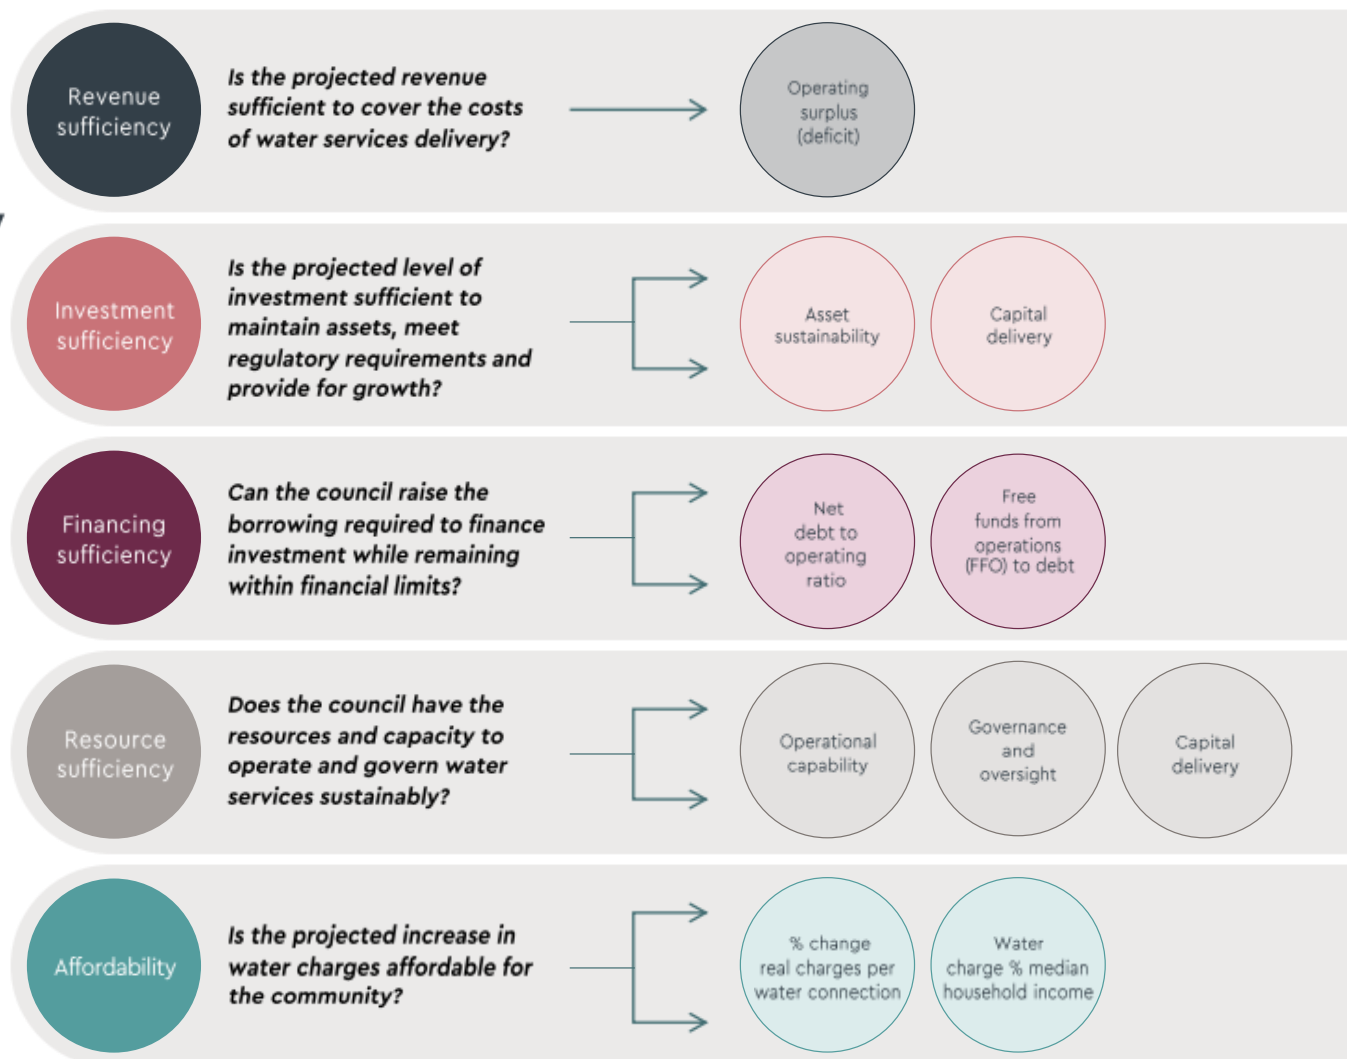 Revenue
sufficiency
Is the projected revenue
sufficient to cover the costs
of water services delivery?
Operating
surplus
(deficit)
Investment
sufficiency
Is the projected level of
investment sufficient to
maintain assets, meet
regulatory requirements and
provide for growth?
Asset
sustainability
Capital
delivery
Financing
sufficiency
Can the council raise the
borrowing required to finance
investment while remaining
within financial limits?
Net
debt to
operating
ratio
Free
funds from
operations
(FFO) to debt
Resource
sufficiency
Does the council have the
resources and capacity to
operate and govern water
services sustainably?
Operational
capability
Governance
and
oversight
Capital
delivery
Affordability
Is the projected increase in
water charges affordable for
the community?
% change
real charges per
water connection
Water
charge % median
household income